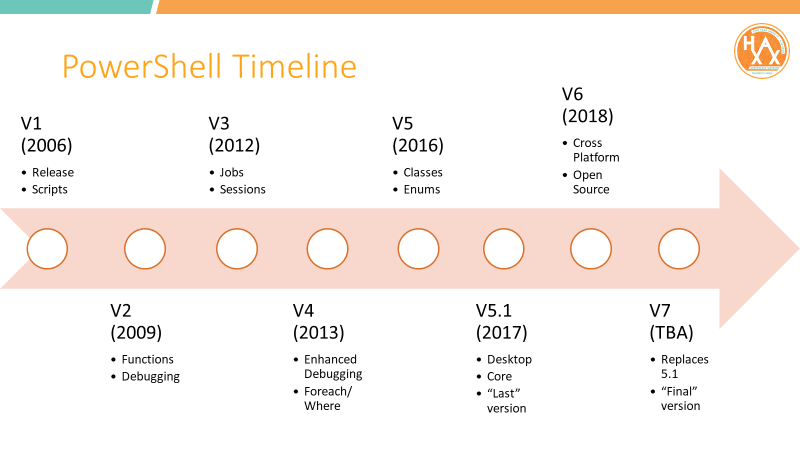 PowerShell Timeline
V1
(2006)
• Release
• Scripts
V2
(2009)
• Functions
• Debugging
V3
(2012)
• Jobs
• Sessions
V4
(2013)
• Enhanced
Debugging
• Foreach/
Where
V5
(2016)
• Classes
• Enums
V5.1
(2017)
• Desktop
• Core
• “Last”
version
V6
(2018)
• Cross
Platform
• Open
Source
V7
(TBA)
• Replaces
5.1
• “Final”
version
HAXX